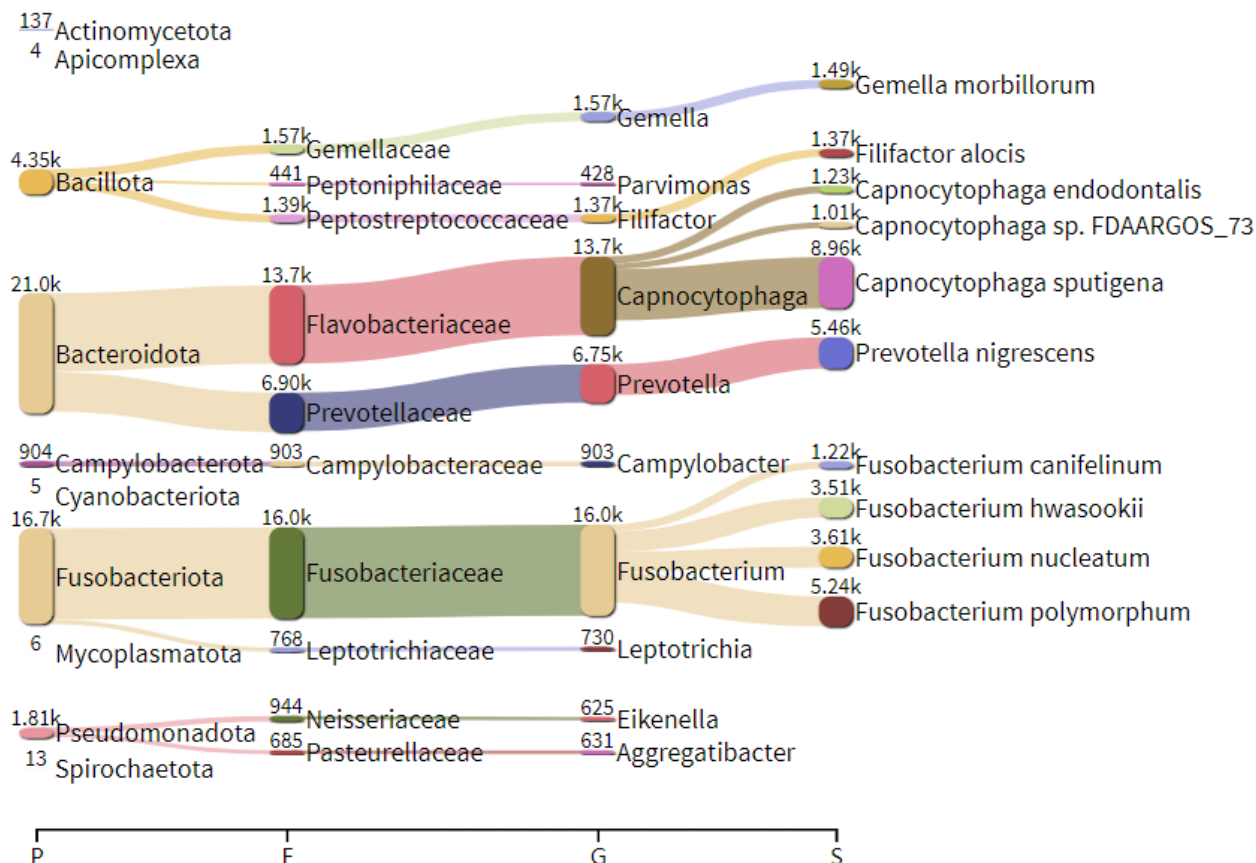 137
Actinomycetota
4
Apicomplexa
1.49k
Gemella morbillorum
1.57k
Gemella
1.57k
Gemellaceae
1.37k
Filifactor alocis
4.35k
Bacillota
441
Peptoniphilaceae
428
Parvimonas
1.23k
Capnocytophaga endodontalis
1.39k
Peptostreptococcaceae
1.37k
Filifactor
1.01k
Capnocytophaga sp. FDAARGOS_73
13.7k
Capnocytophaga
8.96k
Capnocytophaga sputigena
21.0k
Bacteroidota
13.7k
Flavobacteriaceae
5.46k
Prevotella nigrescens
6.75k
Prevotella
6.90k
Prevotellaceae
904
Campylobacterota
903
Campylobacteraceae
903
Campylobacter
1.22k
Fusobacterium canifelinum
5
Cyanobacteriota
3.51k
Fusobacterium hwasookii
16.7k
Fusobacteriota
16.0k
Fusobacteriaceae
16.0k
Fusobacterium
3.61k
Fusobacterium nucleatum
5.24k
Fusobacterium polymorphum
6
Mycoplasmatota
768
Leptotrichiaceae
730
Leptotrichia
1.81k
Pseudomonadota
944
Neisseriaceae
625
Eikenella
685
Pasteurellaceae
631
Aggregatibacter
13
Spirochaetota
P
F
G
S